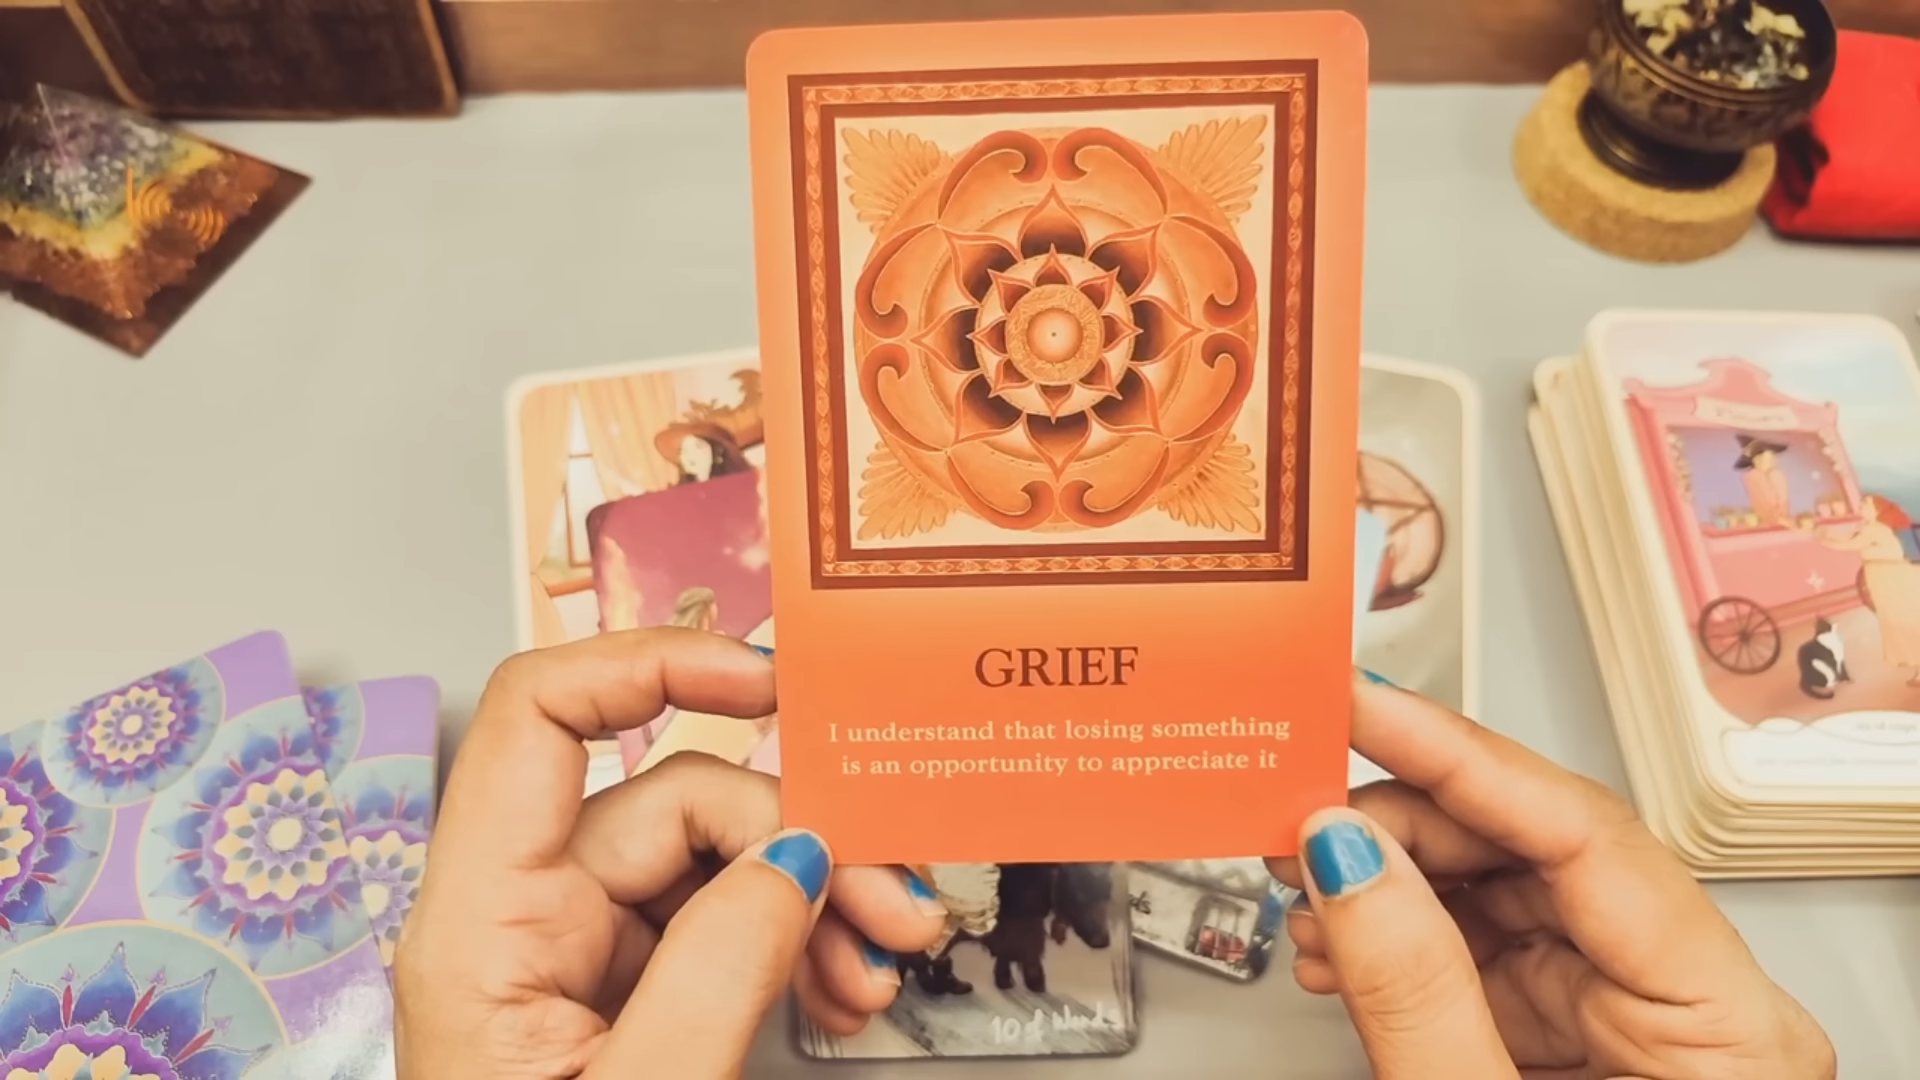 GRIEF
I understand that losing something
is an opportunity to appreciate it
10 of Wands